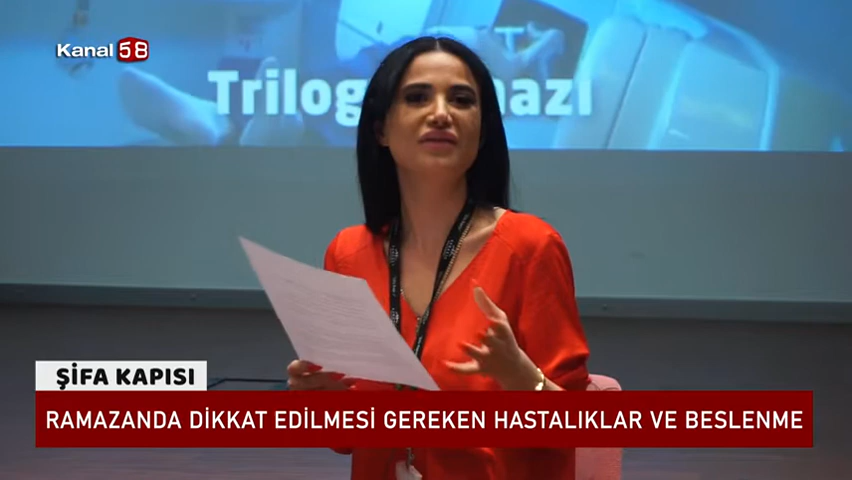 Kanal 58
ŞİFA KAPISI
RAMAZANDA DİKKAT EDİLMESİ GEREKEN HASTALIKLAR VE BESLENME